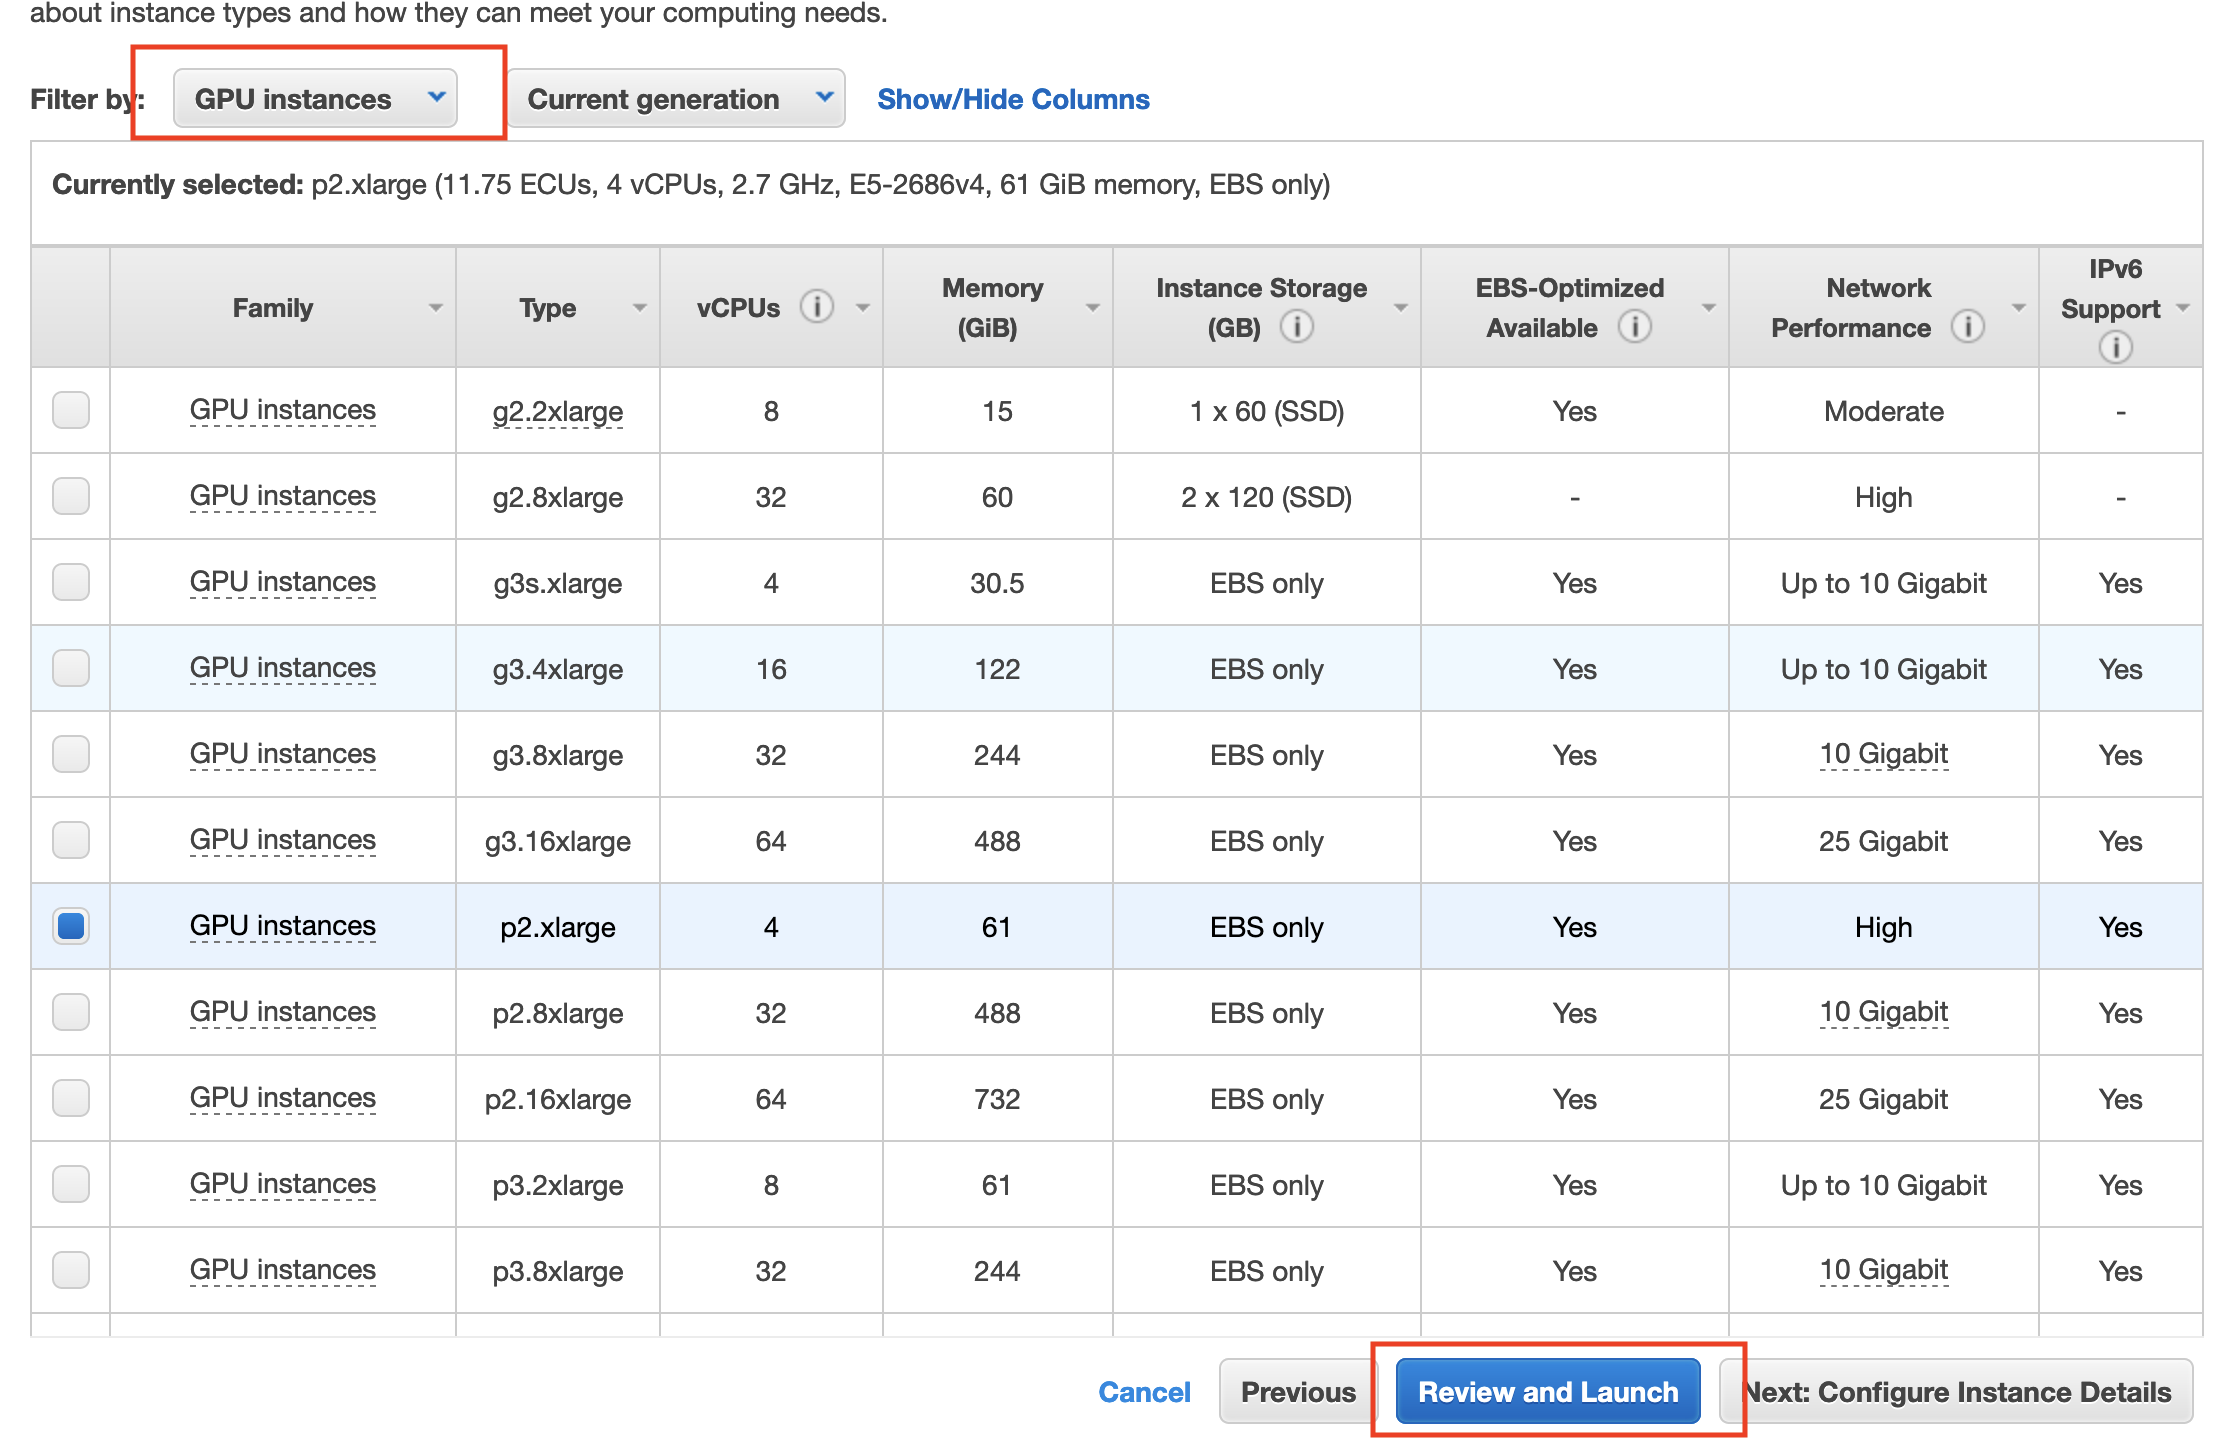 about instance types and how they can meet your computing needs.
Filter by: GPU instances Current generation Show/Hide Columns
Currently selected: p2.xlarge (11.75 ECUs, 4 vCPUs, 2.7 GHz, E5-2686v4, 61 GiB memory, EBS only)
Family Type vCPUs i Memory (GiB) Instance Storage (GB) i EBS-Optimized Available i Network Performance i IPv6 Support i
GPU instances g2.2xlarge 8 15 1 x 60 (SSD) Yes Moderate -
GPU instances g2.8xlarge 32 60 2 x 120 (SSD) - High -
GPU instances g3s.xlarge 4 30.5 EBS only Yes Up to 10 Gigabit Yes
GPU instances g3.4xlarge 16 122 EBS only Yes Up to 10 Gigabit Yes
GPU instances g3.8xlarge 32 244 EBS only Yes 10 Gigabit Yes
GPU instances g3.16xlarge 64 488 EBS only Yes 25 Gigabit Yes
GPU instances p2.xlarge 4 61 EBS only Yes High Yes
GPU instances p2.8xlarge 32 488 EBS only Yes 10 Gigabit Yes
GPU instances p2.16xlarge 64 732 EBS only Yes 25 Gigabit Yes
GPU instances p3.2xlarge 8 61 EBS only Yes Up to 10 Gigabit Yes
GPU instances p3.8xlarge 32 244 EBS only Yes 10 Gigabit Yes
Cancel Previous Review and Launch Next: Configure Instance Details